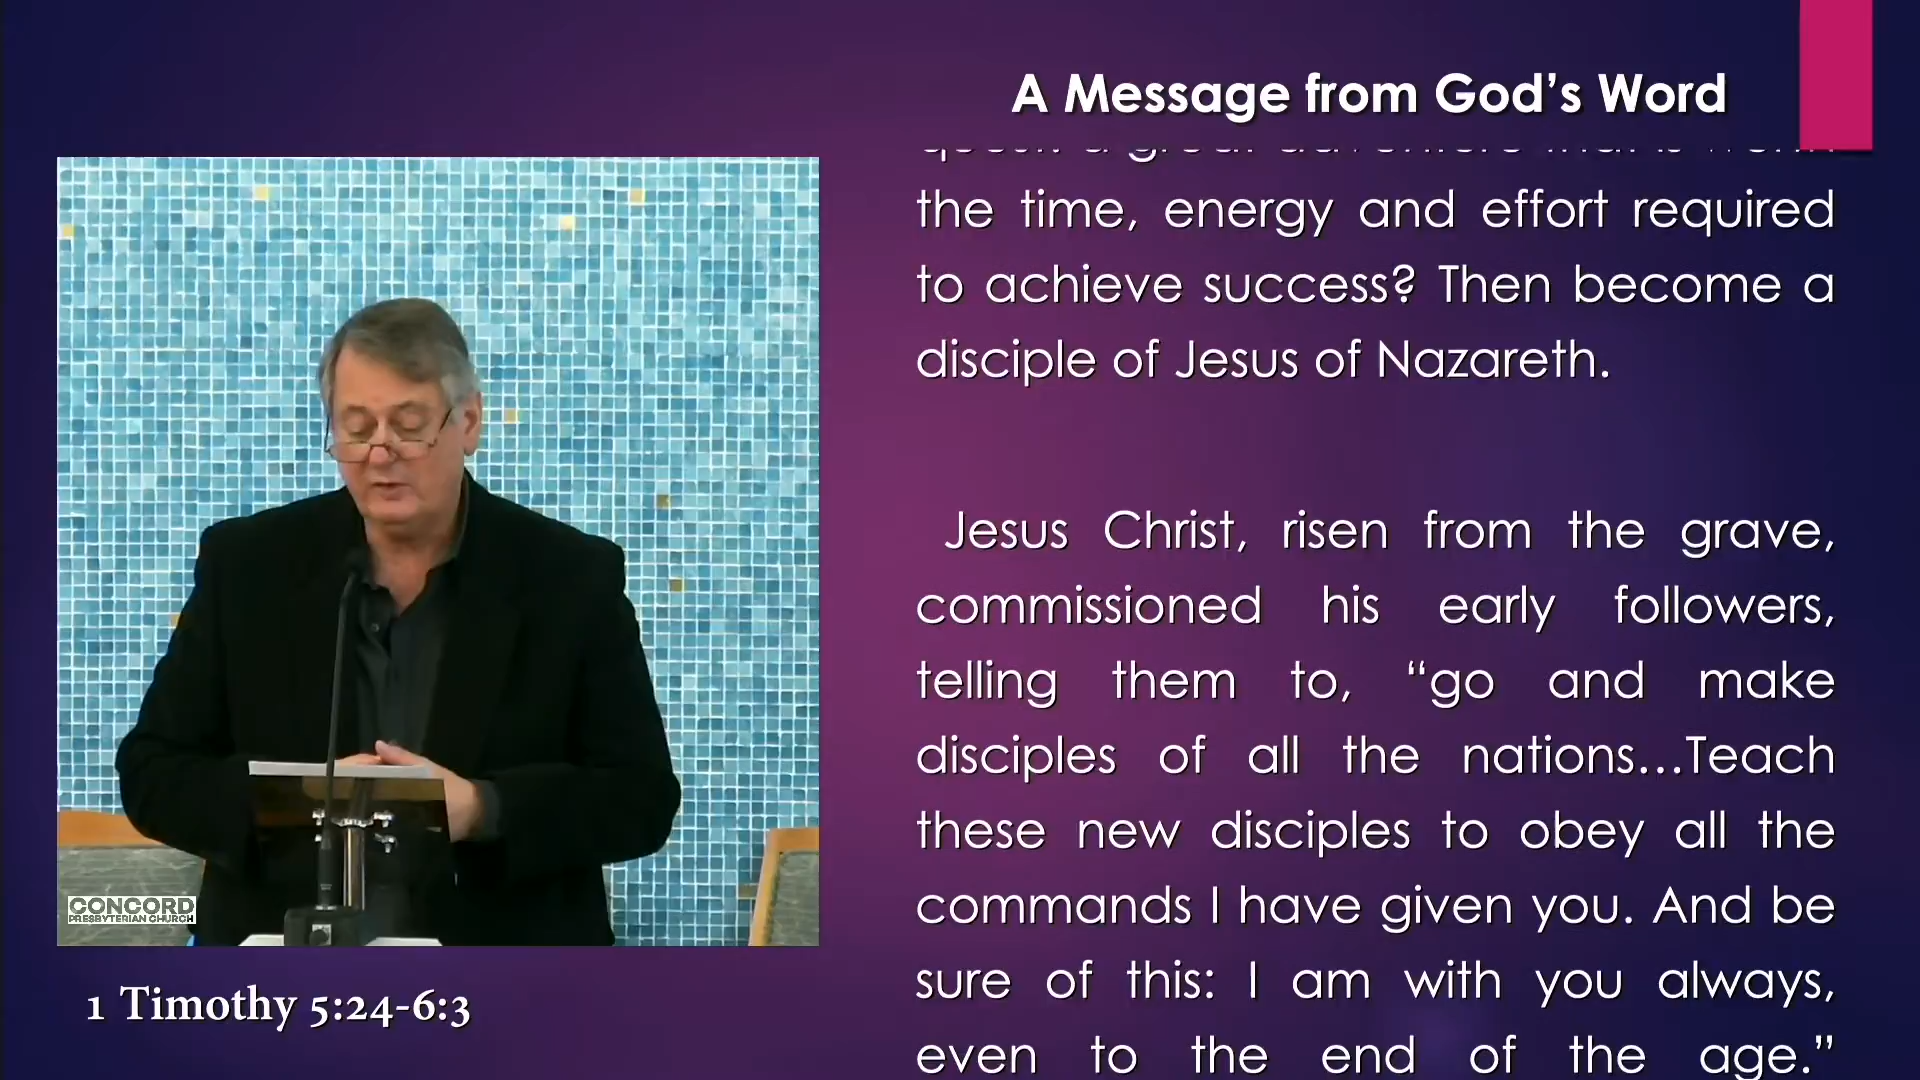 A Message from God's Word
the time, energy and effort required
to achieve success? Then become a
disciple of Jesus of Nazareth.
Jesus Christ, risen from the grave,
commissioned his early followers,
telling them to, “go and make
disciples of all the nations…Teach
these new disciples to obey all the
commands I have given you. And be
sure of this: I am with you always,
even to the end of the age.”
CONCORD
PRESBYTERIAN CHURCH
1 Timothy 5:24-6:3